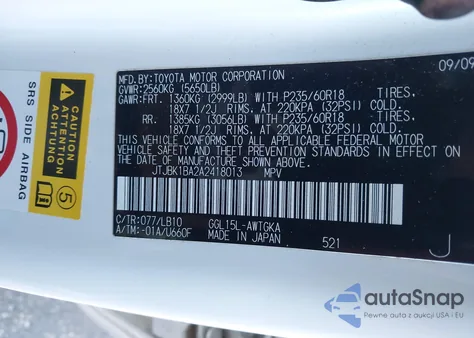 MFD.BY:TOYOTA MOTOR CORPORATION
09/09
GVWR:2560KG (5650LB)
GAWR:FRT. 1360KG (2999LB) WITH P235/60R18 TIRES.
18X7 1/2J RIMS. AT 220KPA (32PSI) COLD.
RR. 1385KG (3056LB) WITH P235/60R18 TIRES.
18X7 1/2J RIMS. AT 220KPA (32PSI) COLD.
THIS VEHICLE CONFORMS TO ALL APPLICABLE FEDERAL MOTOR
VEHICLE SAFETY AND THEFT PREVENTION STANDARDS IN
EFFECT ON THE DATE OF MANUFACTURE SHOWN ABOVE.
JTJBK1BA2A2418013 MPV
C/TR:077/LB10 GGL15L-AWTGKA
A/TM:-01A/U660F MADE IN JAPAN 521 J
SRS SIDE AIRBAG
CAUTION
ATTENTION
ACHTUNG
5
autoSnap
Pewne auta z USA i EU